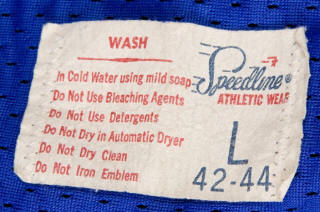 WASH
In Cold Water using mild soap
Do Not Use Bleaching Agents
Do Not Use Detergents
Do Not Dry in Automatic Dryer
Do Not Dry Clean
Do Not Iron Emblem
Speedline®
ATHLETIC WEAR
L
42-44